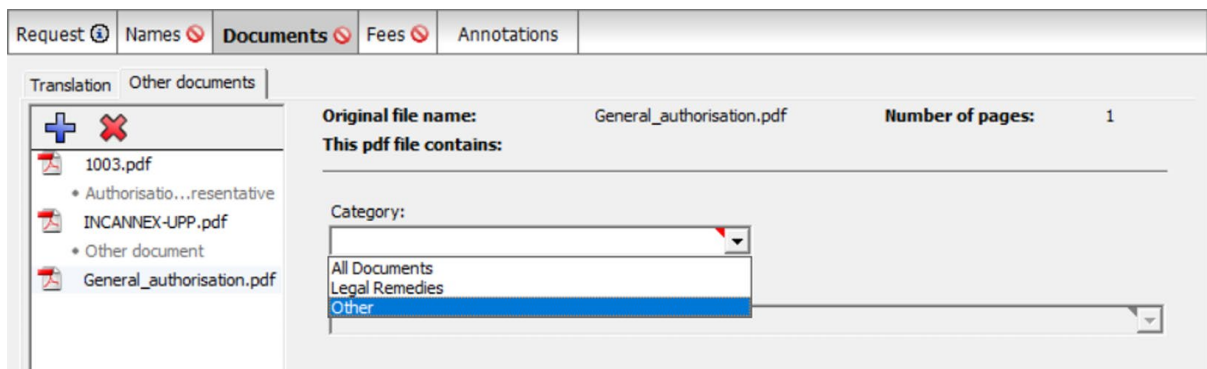 Request Names Documents Fees Annotations
Translation Other documents
Original file name: General_authorisation.pdf Number of pages: 1
This pdf file contains:
1003.pdf
• Authorisatio...resentative
INCANNEX-UPP.pdf
• Other document
General_authorisation.pdf
Category:
All Documents
Legal Remedies
Other